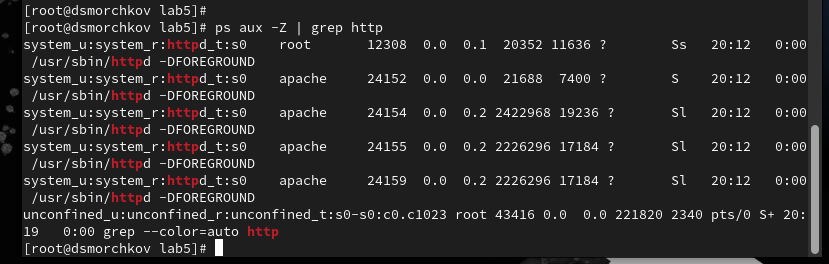 [root@dsmorchkov lab5]#
[root@dsmorchkov lab5]# ps aux -Z | grep http
system_u:system_r:httpd_t:s0    root       12308  0.0  0.1  20352 11636 ?        Ss   20:12   0:00
 /usr/sbin/httpd -DFOREGROUND
system_u:system_r:httpd_t:s0    apache     24152  0.0  0.0  21688  7400 ?        S    20:12   0:00
 /usr/sbin/httpd -DFOREGROUND
system_u:system_r:httpd_t:s0    apache     24154  0.0  0.2 2422968 19236 ?       Sl   20:12   0:00
 /usr/sbin/httpd -DFOREGROUND
system_u:system_r:httpd_t:s0    apache     24155  0.0  0.2 2226296 17184 ?       Sl   20:12   0:00
 /usr/sbin/httpd -DFOREGROUND
system_u:system_r:httpd_t:s0    apache     24159  0.0  0.2 2226296 17184 ?       Sl   20:12   0:00
 /usr/sbin/httpd -DFOREGROUND
unconfined_u:unconfined_r:unconfined_t:s0-s0:c0.c1023 root 43416 0.0  0.0 221820 2340 pts/0 S+ 20:
19   0:00 grep --color=auto http
[root@dsmorchkov lab5]#